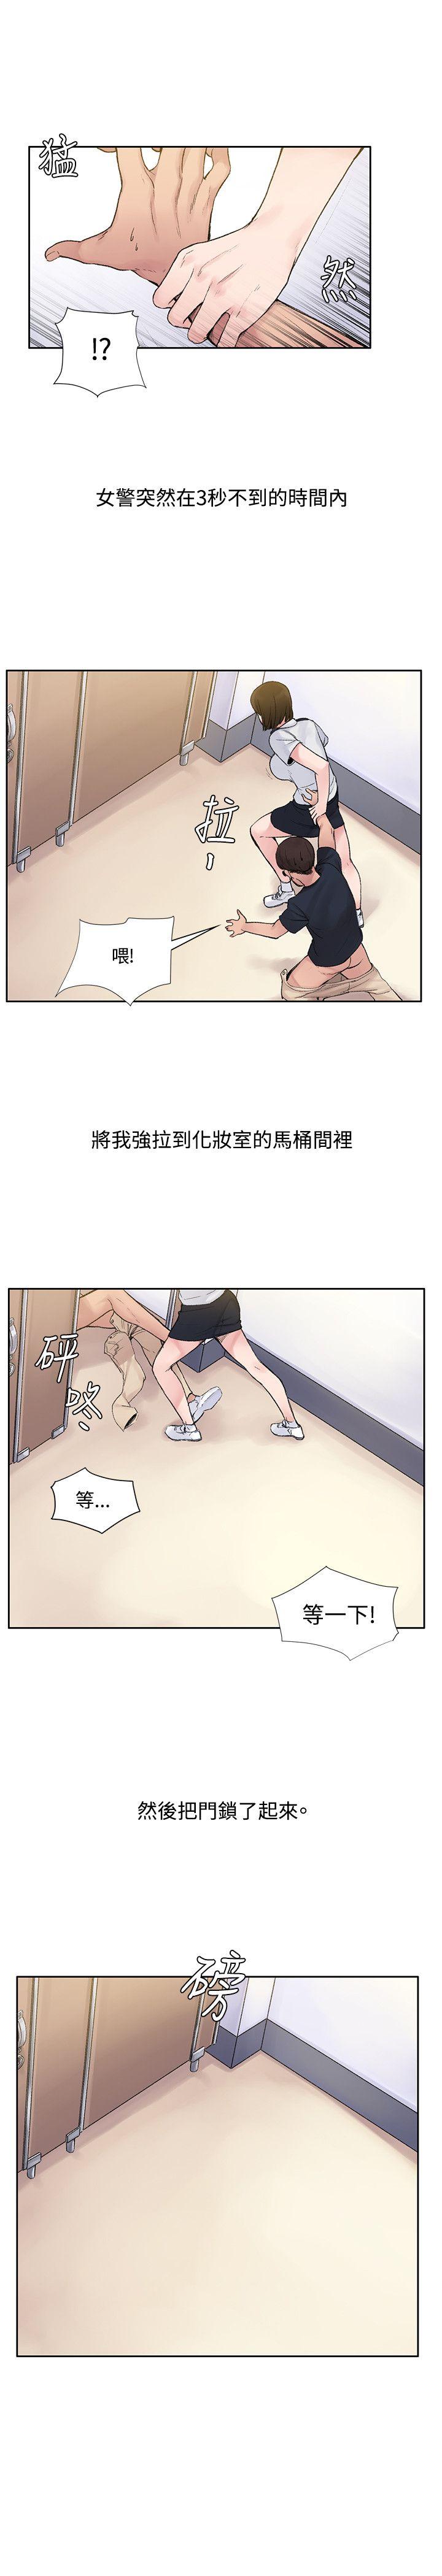 猛
然
!?
女警突然在3秒不到的時間內
拉
喂!
將我強拉到化妝室的馬桶間裡
砰
咚
等...
等一下!
然後把門鎖了起來。
磅